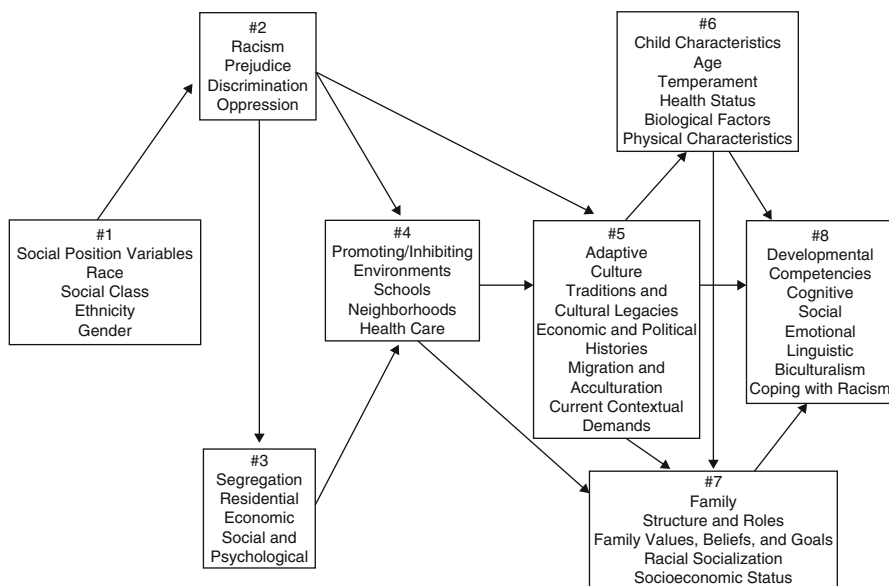 #1
Social Position Variables
Race
Social Class
Ethnicity
Gender
#2
Racism
Prejudice
Discrimination
Oppression
#3
Segregation
Residential
Economic
Social and
Psychological
#4
Promoting/Inhibiting
Environments
Schools
Neighborhoods
Health Care
#5
Adaptive
Culture
Traditions and
Cultural Legacies
Economic and Political
Histories
Migration and
Acculturation
Current Contextual
Demands
#6
Child Characteristics
Age
Temperament
Health Status
Biological Factors
Physical Characteristics
#7
Family
Structure and Roles
Family Values, Beliefs, and Goals
Racial Socialization
Socioeconomic Status
#8
Developmental
Competencies
Cognitive
Social
Emotional
Linguistic
Biculturalism
Coping with Racism